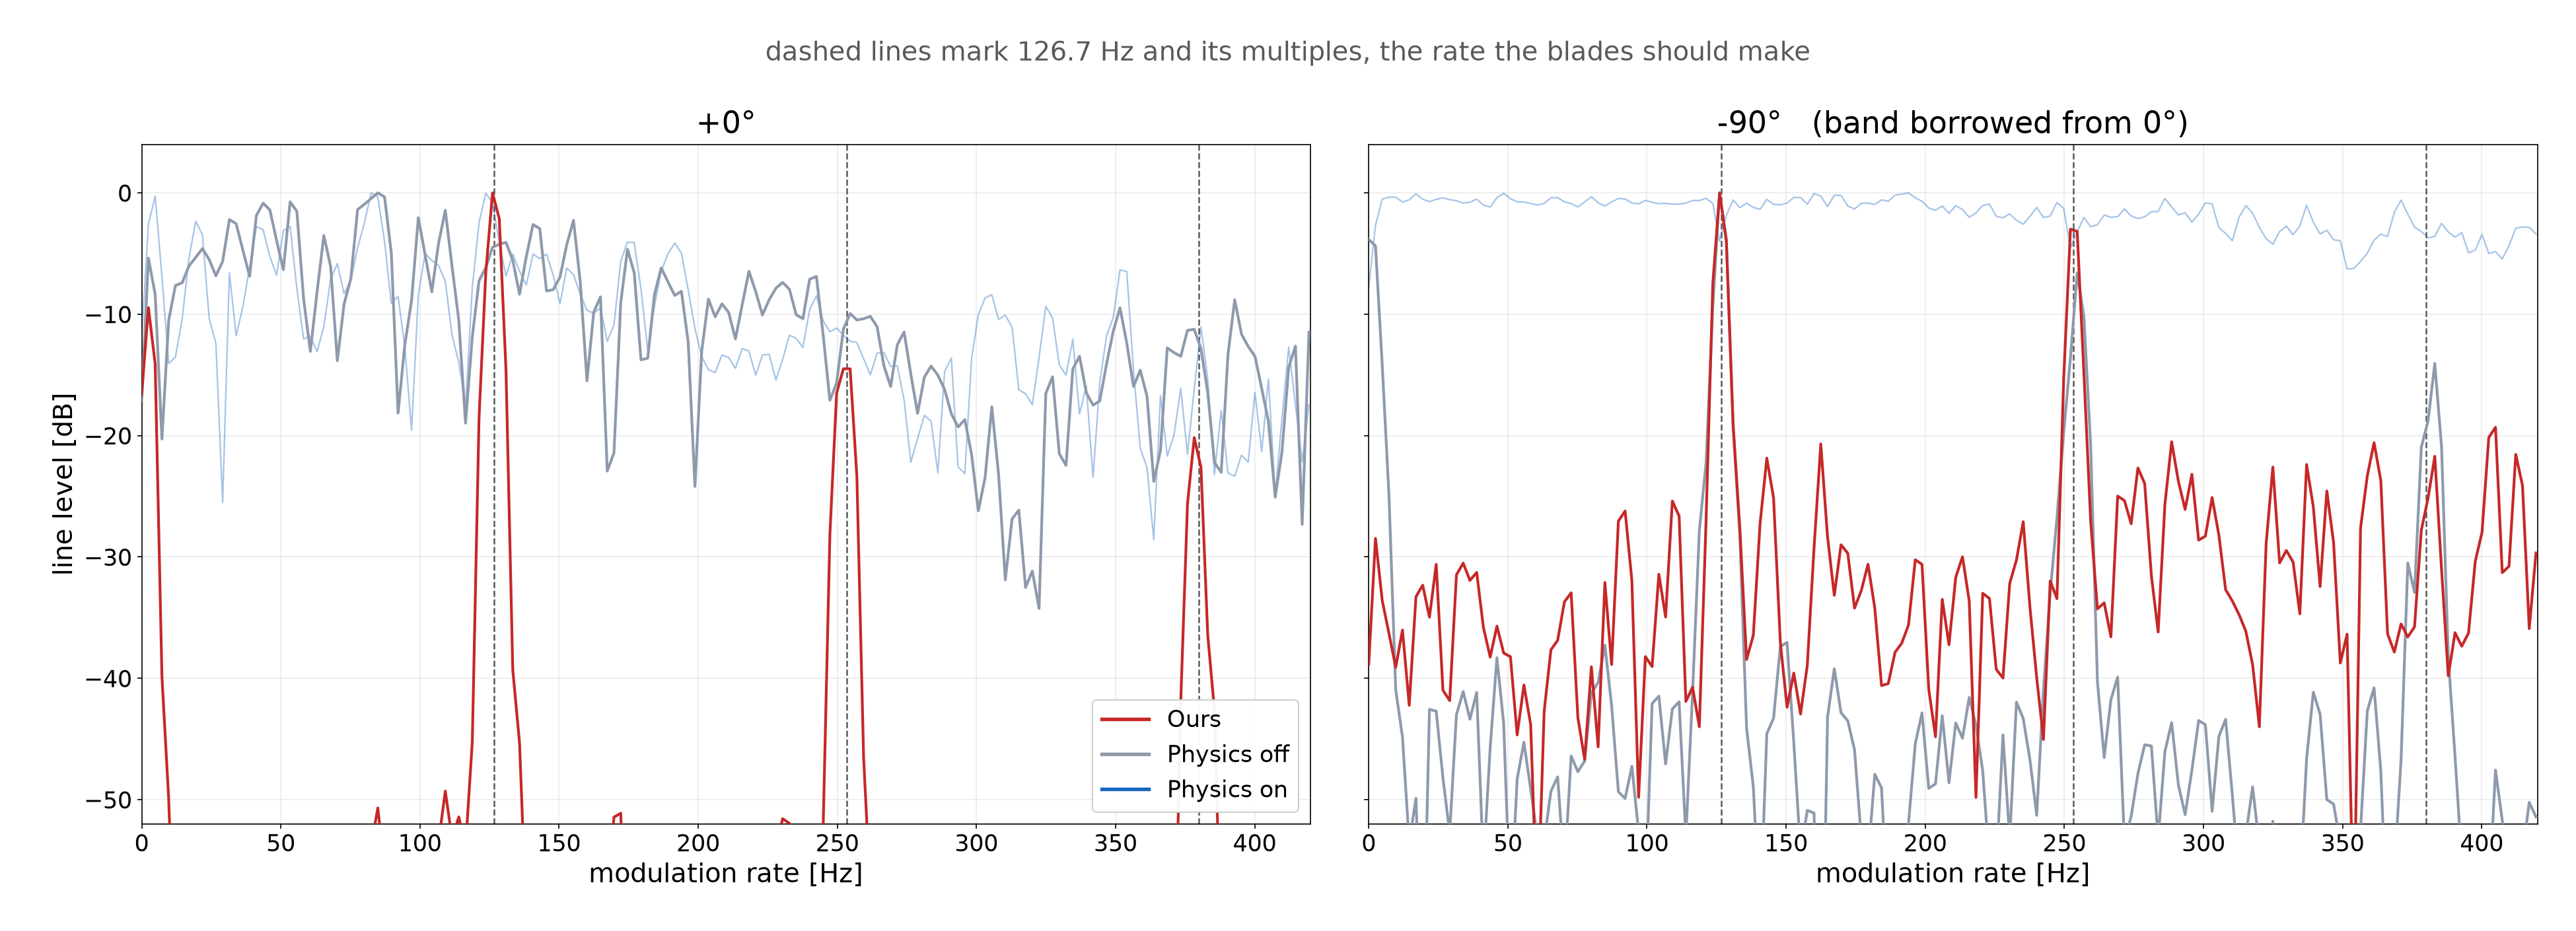 dashed lines mark 126.7 Hz and its multiples, the rate the blades should make
+0°
-90°   (band borrowed from 0°)
line level [dB]
0
−10
−20
−30
−40
−50
Ours
Physics off
Physics on
0 50 100 150 200 250 300 350 400
0 50 100 150 200 250 300 350 400
modulation rate [Hz]
modulation rate [Hz]